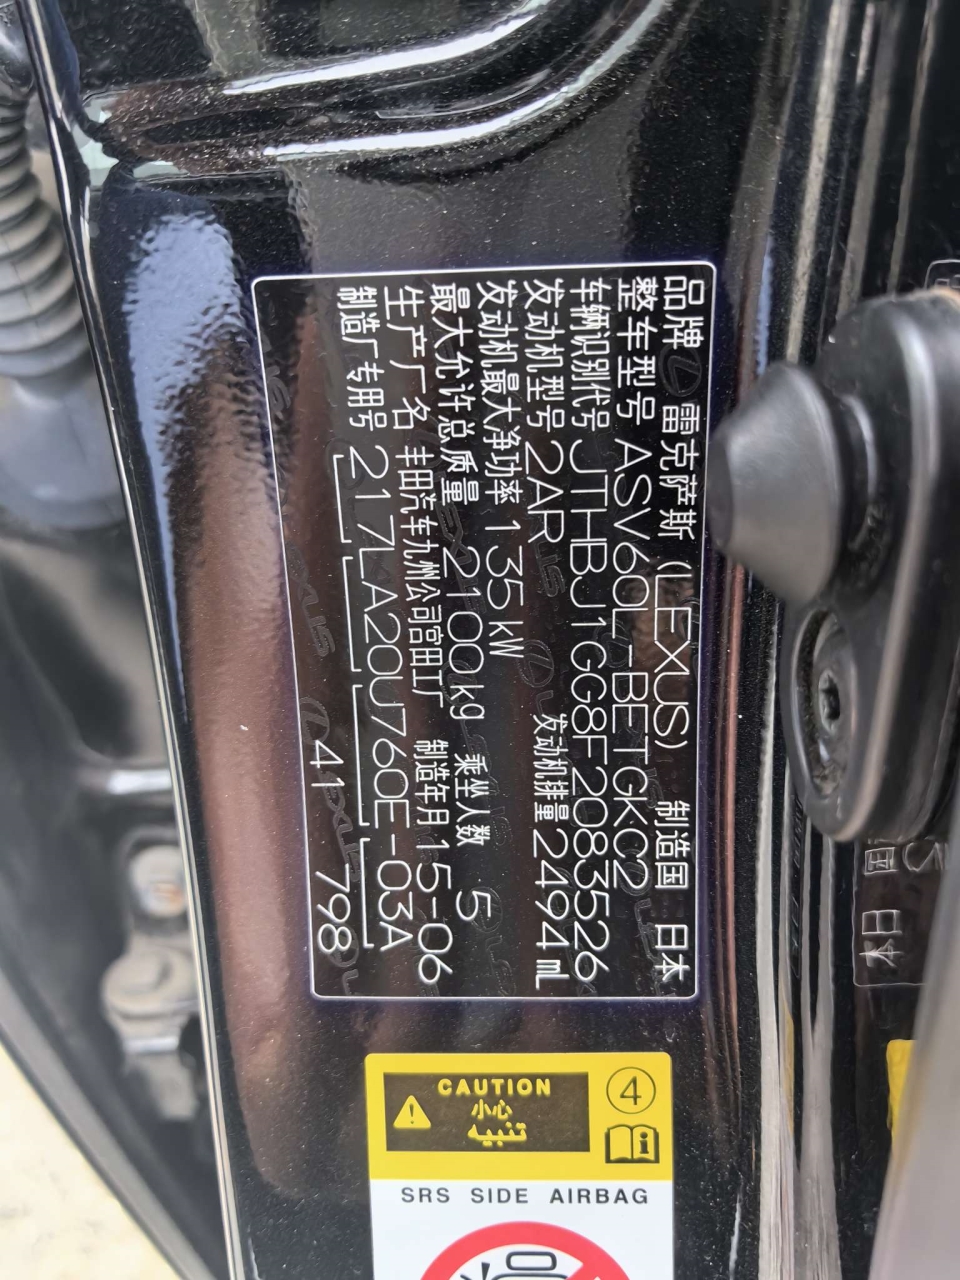 品牌 雷克萨斯 (LEXUS) 制造国 日本
整车型号 ASV60L-BETGKC2
车辆识别代号 JTHBJ1GG8F2083526
发动机型号 2AR 发动机排量 2494 ml
发动机最大净功率 135 kW
最大允许总质量 2100 kg 乘坐人数 5
生产厂名 丰田汽车九州公司宫田工厂 制造年月 15-06
制造厂专用号 217LA20U760E-03A
41 798
CAUTION
小心
تنبيه
4
SRS SIDE AIRBAG
本日